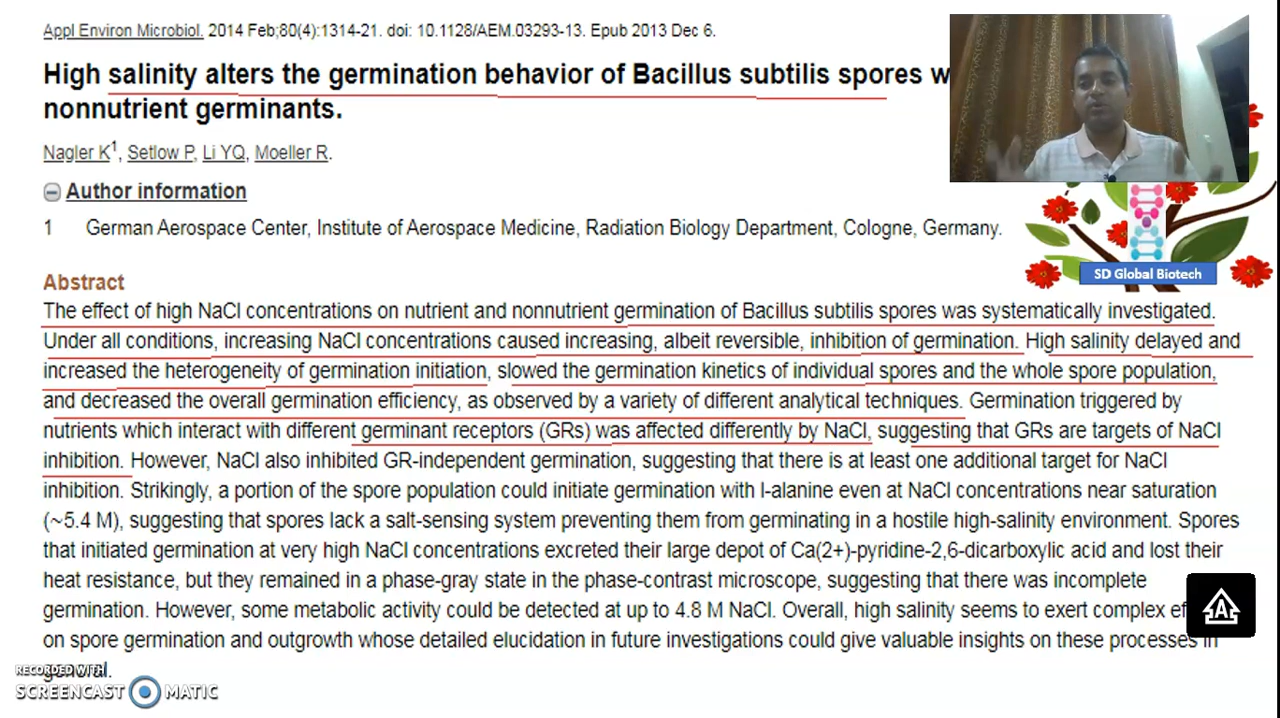 Appl Environ Microbiol. 2014 Feb;80(4):1314-21. doi: 10.1128/AEM.03293-13. Epub 2013 Dec 6.
High salinity alters the germination behavior of Bacillus subtilis spores
nonnutrient germinants.
Nagler K1, Setlow P, Li YQ, Moeller R.
Author information
1 German Aerospace Center, Institute of Aerospace Medicine, Radiation Biology Department, Cologne, Germany.
SD Global Biotech
Abstract
The effect of high NaCl concentrations on nutrient and nonnutrient germination of Bacillus subtilis spores was systematically investigated.
Under all conditions, increasing NaCl concentrations caused increasing, albeit reversible, inhibition of germination. High salinity delayed and
increased the heterogeneity of germination initiation, slowed the germination kinetics of individual spores and the whole spore population,
and decreased the overall germination efficiency, as observed by a variety of different analytical techniques. Germination triggered by
nutrients which interact with different germinant receptors (GRs) was affected differently by NaCl, suggesting that GRs are targets of NaCl
inhibition. However, NaCl also inhibited GR-independent germination, suggesting that there is at least one additional target for NaCl
inhibition. Strikingly, a portion of the spore population could initiate germination with l-alanine even at NaCl concentrations near saturation
(~5.4 M), suggesting that spores lack a salt-sensing system preventing them from germinating in a hostile high-salinity environment. Spores
that initiated germination at very high NaCl concentrations excreted their large depot of Ca(2+)-pyridine-2,6-dicarboxylic acid and lost their
heat resistance, but they remained in a phase-gray state in the phase-contrast microscope, suggesting that there was incomplete
germination. However, some metabolic activity could be detected at up to 4.8 M NaCl. Overall, high salinity seems to exert complex
on spore germination and outgrowth whose detailed elucidation in future investigations could give valuable insights on these processes in
RECORDED WITH
SCREENCAST MATIC
A